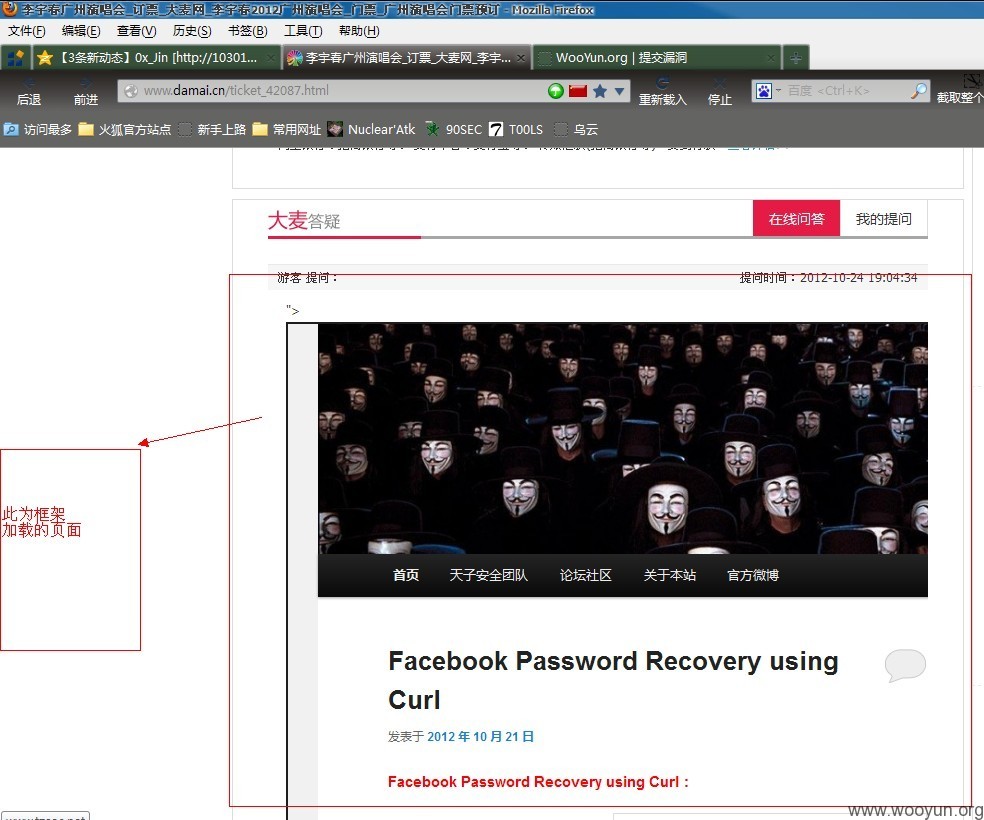 李宇春广州演唱会_订票_大麦网_李宇春2012广州演唱会_门票_广州演唱会门票预订 - Mozilla Firefox
文件(F) 编辑(E) 查看(V) 历史(S) 书签(B) 工具(T) 帮助(H)
【3条新动态】0x_Jin [http://10301... 李宇春广州演唱会_订票_大麦网_李宇... WooYun.org | 提交漏洞
后退 前进 www.damai.cn/ticket_42087.html 重新载入 停止 百度 <Ctrl+K> 截取整个
访问最多 火狐官方站点 新手上路 常用网址 Nuclear'Atk 90SEC T00LS 乌云
大麦答疑 在线问答 我的提问
游客 提问： 提问时间：2012-10-24 19:04:34
">
此为框架
加载的页面
首页 天子安全团队 论坛社区 关于本站 官方微博
Facebook Password Recovery using
Curl
发表于 2012 年 10 月 21 日
Facebook Password Recovery using Curl：
www.wooyun.org